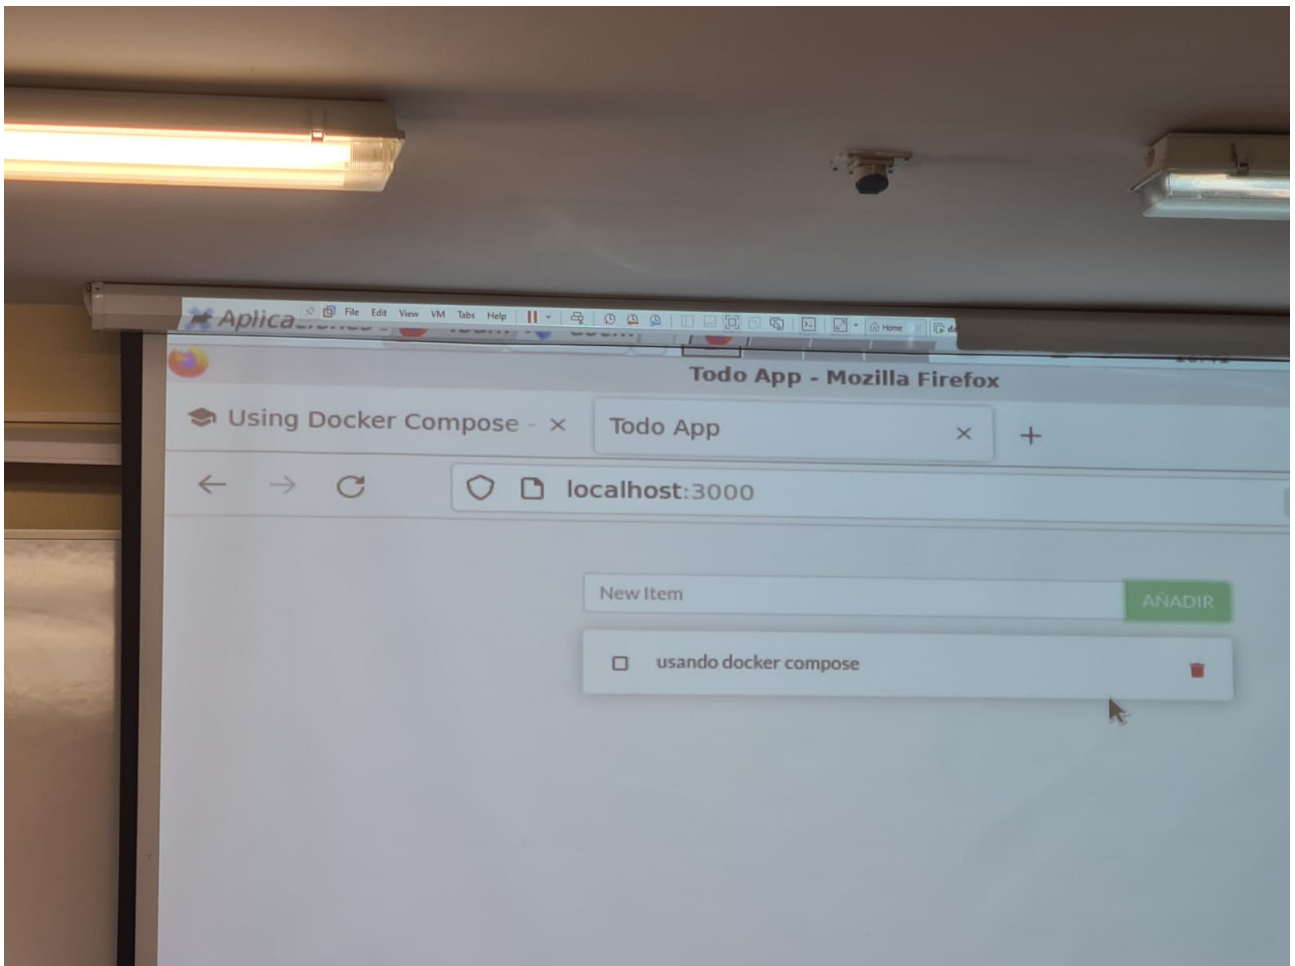 Aplica
File Edit View VM Tabs Help
Home
Todo App - Mozilla Firefox
Using Docker Compose -
Todo App
localhost:3000
New Item
AÑADIR
usando docker compose